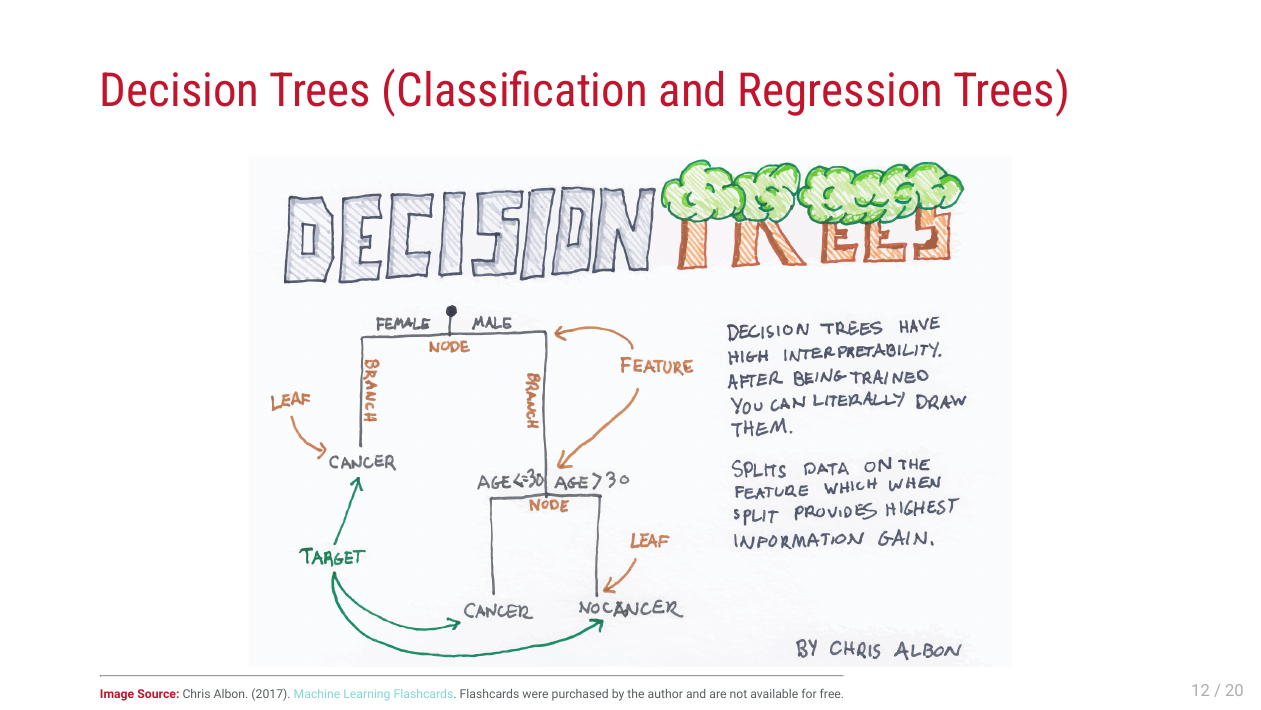 Decision Trees (Classification and Regression Trees)
DECISION TREES
FEMALE MALE
NODE
BRANCH
BRANCH
FEATURE
LEAF
CANCER
AGE<=30 AGE>30
NODE
LEAF
TARGET
CANCER
NO CANCER
DECISION TREES HAVE
HIGH INTERPRETABILITY.
AFTER BEING TRAINED
YOU CAN LITERALLY DRAW
THEM.
SPLITS DATA ON THE
FEATURE WHICH WHEN
SPLIT PROVIDES HIGHEST
INFORMATION GAIN.
BY CHRIS ALBON
Image Source: Chris Albon. (2017). Machine Learning Flashcards. Flashcards were purchased by the author and are not available for free.
12 / 20